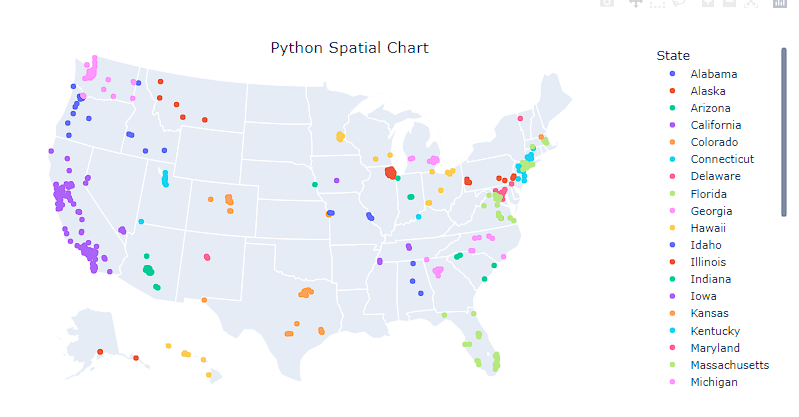 Python Spatial Chart
State
Alabama
Alaska
Arizona
California
Colorado
Connecticut
Delaware
Florida
Georgia
Hawaii
Idaho
Illinois
Indiana
Iowa
Kansas
Kentucky
Maryland
Massachusetts
Michigan